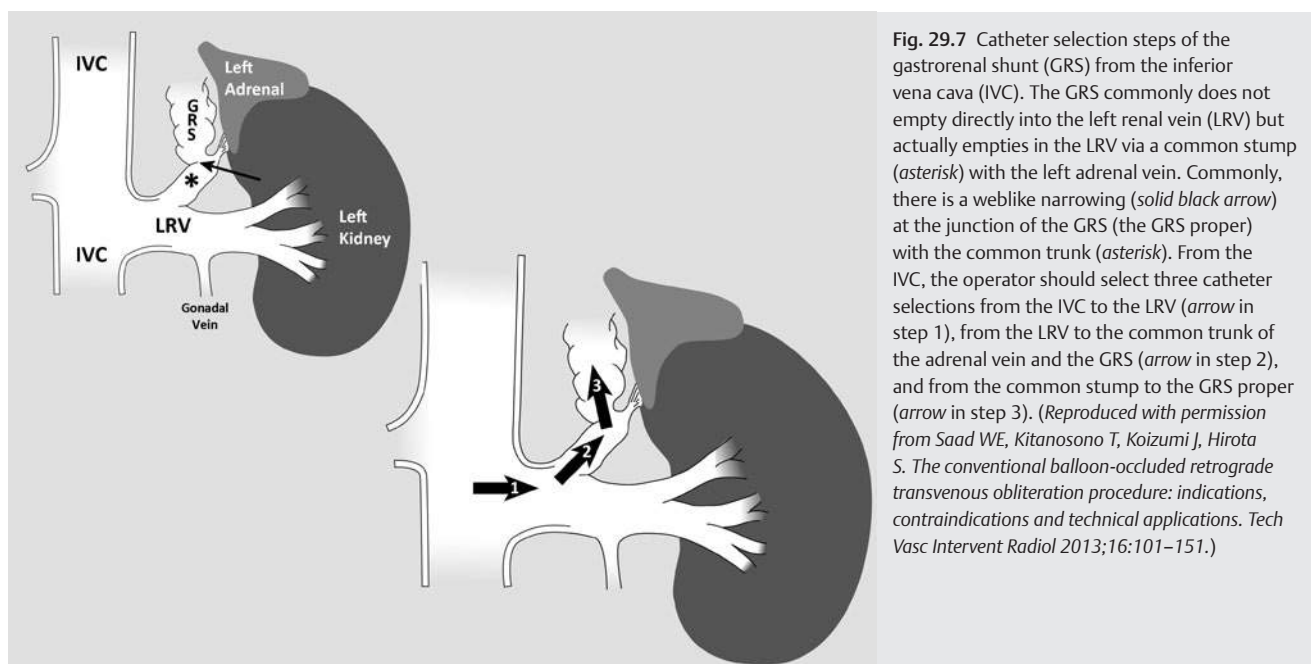 IVC
Left
Adrenal
GRS
*
LRV
Left
Kidney
IVC
Gonadal
Vein
3
2
1
Fig. 29.7 Catheter selection steps of the
gastrorenal shunt (GRS) from the inferior
vena cava (IVC). The GRS commonly does not
empty directly into the left renal vein (LRV) but
actually empties in the LRV via a common stump
(asterisk) with the left adrenal vein. Commonly,
there is a weblike narrowing (solid black arrow)
at the junction of the GRS (the GRS proper)
with the common trunk (asterisk). From the
IVC, the operator should select three catheter
selections from the IVC to the LRV (arrow in
step 1), from the LRV to the common trunk of
the adrenal vein and the GRS (arrow in step 2),
and from the common stump to the GRS proper
(arrow in step 3). (Reproduced with permission
from Saad WE, Kitanosono T, Koizumi J, Hirota
S. The conventional balloon-occluded retrograde
transvenous obliteration procedure: indications,
contraindications and technical applications. Tech
Vasc Intervent Radiol 2013;16:101–151.)